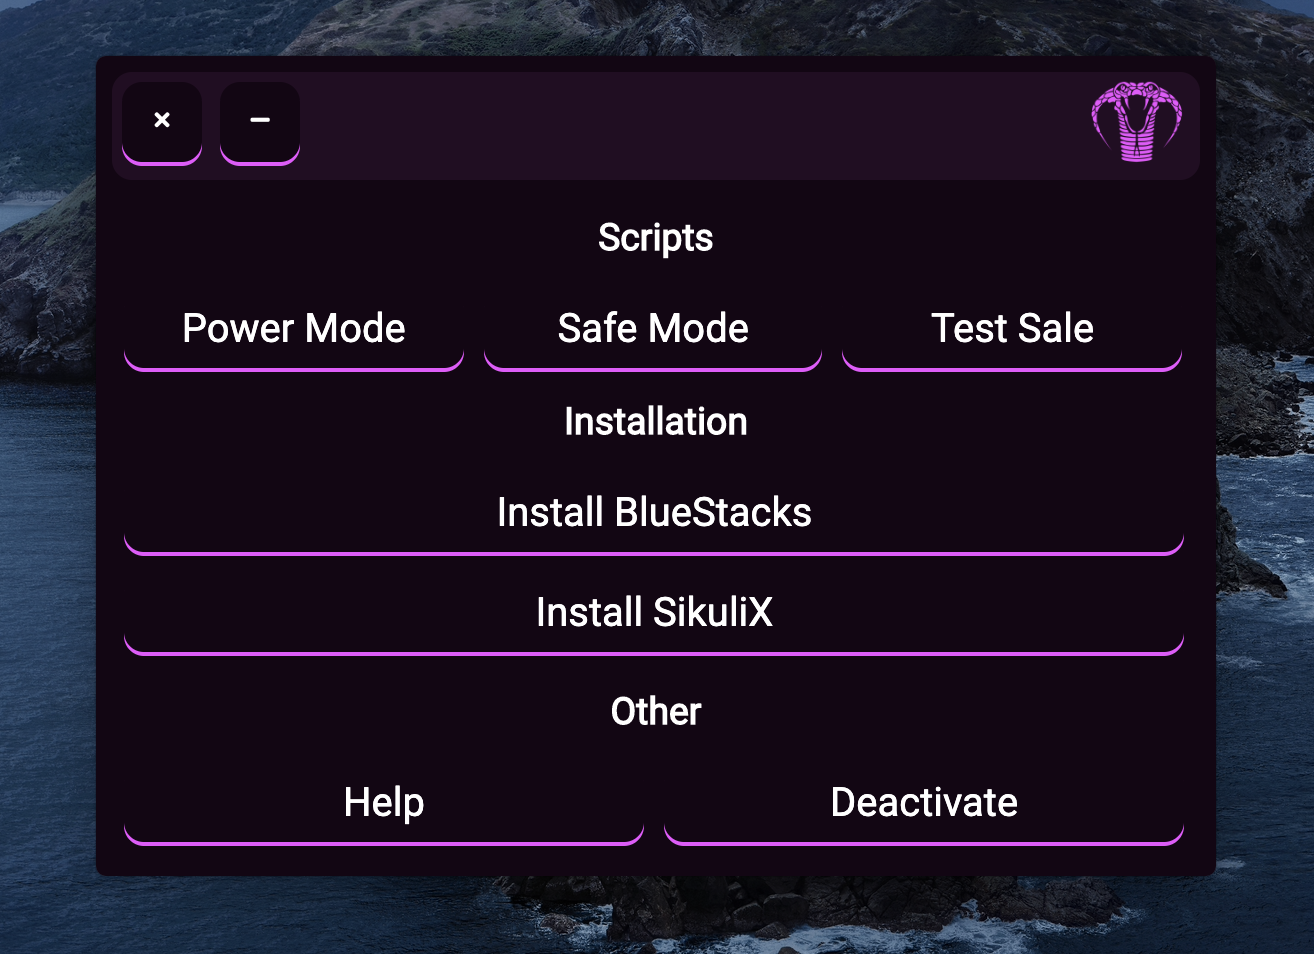 Scripts
Power Mode Safe Mode Test Sale
Installation
Install BlueStacks
Install SikuliX
Other
Help Deactivate